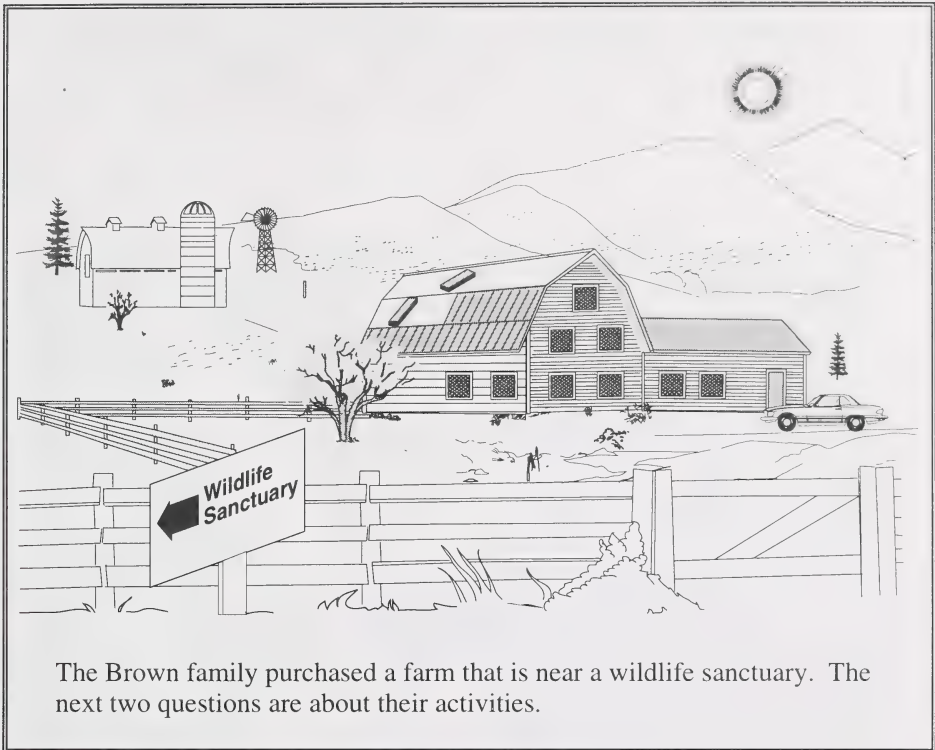 Wildlife
Sanctuary
The Brown family purchased a farm that is near a wildlife sanctuary. The
next two questions are about their activities.